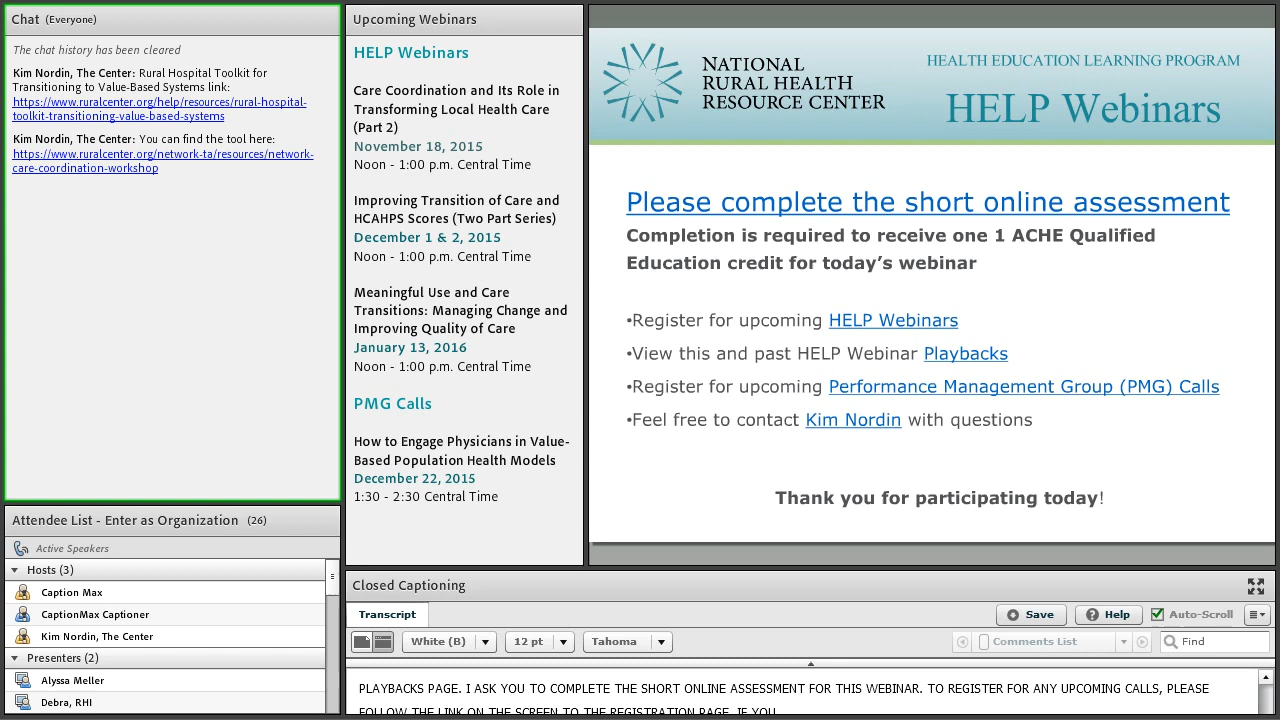 Chat (Everyone)
The chat history has been cleared
Kim Nordin, The Center: Rural Hospital Toolkit for
Transitioning to Value-Based Systems link:
https://www.ruralcenter.org/help/resources/rural-hospital-
toolkit-transitioning-value-based-systems
Kim Nordin, The Center: You can find the tool here:
https://www.ruralcenter.org/network-ta/resources/network-
care-coordination-workshop
Attendee List - Enter as Organization (26)
Active Speakers
Hosts (3)
Caption Max
CaptionMax Captioner
Kim Nordin, The Center
Presenters (2)
Alyssa Meller
Debra, RHI
Upcoming Webinars
HELP Webinars
Care Coordination and Its Role in
Transforming Local Health Care
(Part 2)
November 18, 2015
Noon - 1:00 p.m. Central Time
Improving Transition of Care and
HCAHPS Scores (Two Part Series)
December 1 & 2, 2015
Noon - 1:00 p.m. Central Time
Meaningful Use and Care
Transitions: Managing Change and
Improving Quality of Care
January 13, 2016
Noon - 1:00 p.m. Central Time
PMG Calls
How to Engage Physicians in Value-
Based Population Health Models
December 22, 2015
1:30 - 2:30 Central Time
NATIONAL
RURAL HEALTH
RESOURCE CENTER
HEALTH EDUCATION LEARNING PROGRAM
HELP Webinars
Please complete the short online assessment
Completion is required to receive one 1 ACHE Qualified
Education credit for today’s webinar
•Register for upcoming HELP Webinars
•View this and past HELP Webinar Playbacks
•Register for upcoming Performance Management Group (PMG) Calls
•Feel free to contact Kim Nordin with questions
Thank you for participating today!
Closed Captioning
Transcript
Save
Help
Auto-Scroll
White (B)
12 pt
Tahoma
Comments List
Find
PLAYBACKS PAGE. I ASK YOU TO COMPLETE THE SHORT ONLINE ASSESSMENT FOR THIS WEBINAR. TO REGISTER FOR ANY UPCOMING CALLS, PLEASE
FOLLOW THE LINK ON THE SCREEN TO THE REGISTRATION PAGE. IF YOU